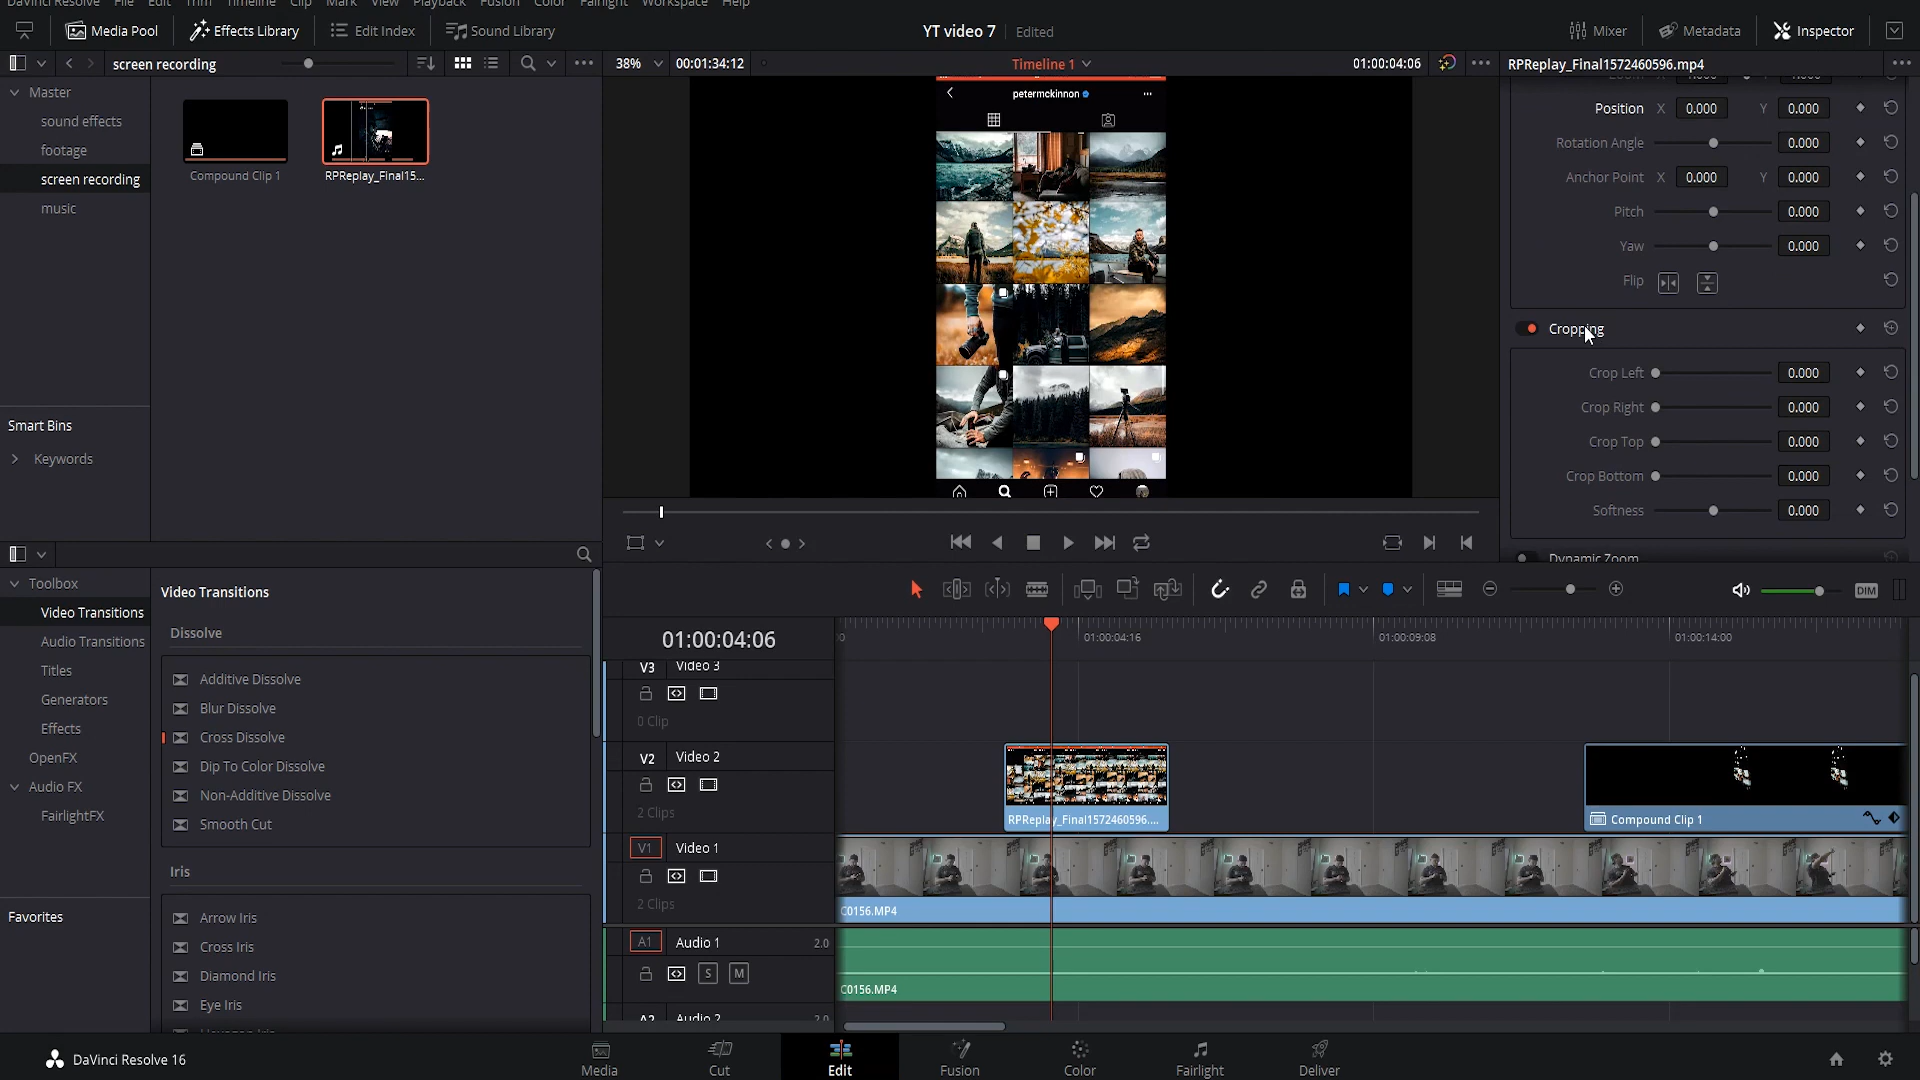 DaVinci Resolve File Edit Trim Timeline Clip Mark View Playback Fusion Color Fairlight Workspace Help
Media Pool Effects Library Edit Index Sound Library YT video 7 Edited Mixer Metadata Inspector
screen recording 38% 00:01:34:12 Timeline 1 01:00:04:06 RPReplay_Final1572460596.mp4
Master
sound effects
footage
screen recording
music
Compound Clip 1
RPReplay_Final15...
Smart Bins
Keywords
petermckinnon
Position X 0.000 Y 0.000
Rotation Angle 0.000
Anchor Point X 0.000 Y 0.000
Pitch 0.000
Yaw 0.000
Flip
Cropping
Crop Left 0.000
Crop Right 0.000
Crop Top 0.000
Crop Bottom 0.000
Softness 0.000
Dynamic Zoom
Toolbox
Video Transitions
Audio Transitions
Titles
Generators
Effects
OpenFX
Audio FX
FairlightFX
Favorites
Video Transitions
Dissolve
Additive Dissolve
Blur Dissolve
Cross Dissolve
Dip To Color Dissolve
Non-Additive Dissolve
Smooth Cut
Iris
Arrow Iris
Cross Iris
Diamond Iris
Eye Iris
DIM
01:00:04:06
01:00:04:16 01:00:09:08 01:00:14:00
V3 Video 3
0 Clip
V2 Video 2
2 Clips
RPReplay_Final1572460596....
Compound Clip 1
V1 Video 1
2 Clips
C0156.MP4
A1 Audio 1 2.0
S M
C0156.MP4
A2 Audio 2 2.0
DaVinci Resolve 16
Media Cut Edit Fusion Color Fairlight Deliver